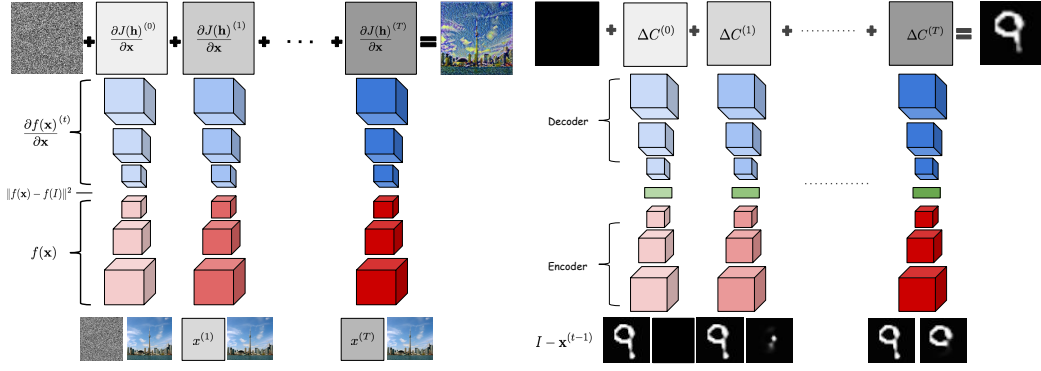 + ∂J(h)/∂x ^(0) + ∂J(h)/∂x ^(1) + · · · + ∂J(h)/∂x ^(T) =
∂f(x)/∂x ^(t)
‖f(x) − f(I)‖²
f(x)
x^(1) x^(T)
+ ΔC^(0) + ΔC^(1) + ·············· + ΔC^(T) =
Decoder
··············
Encoder
I − x^(t−1)